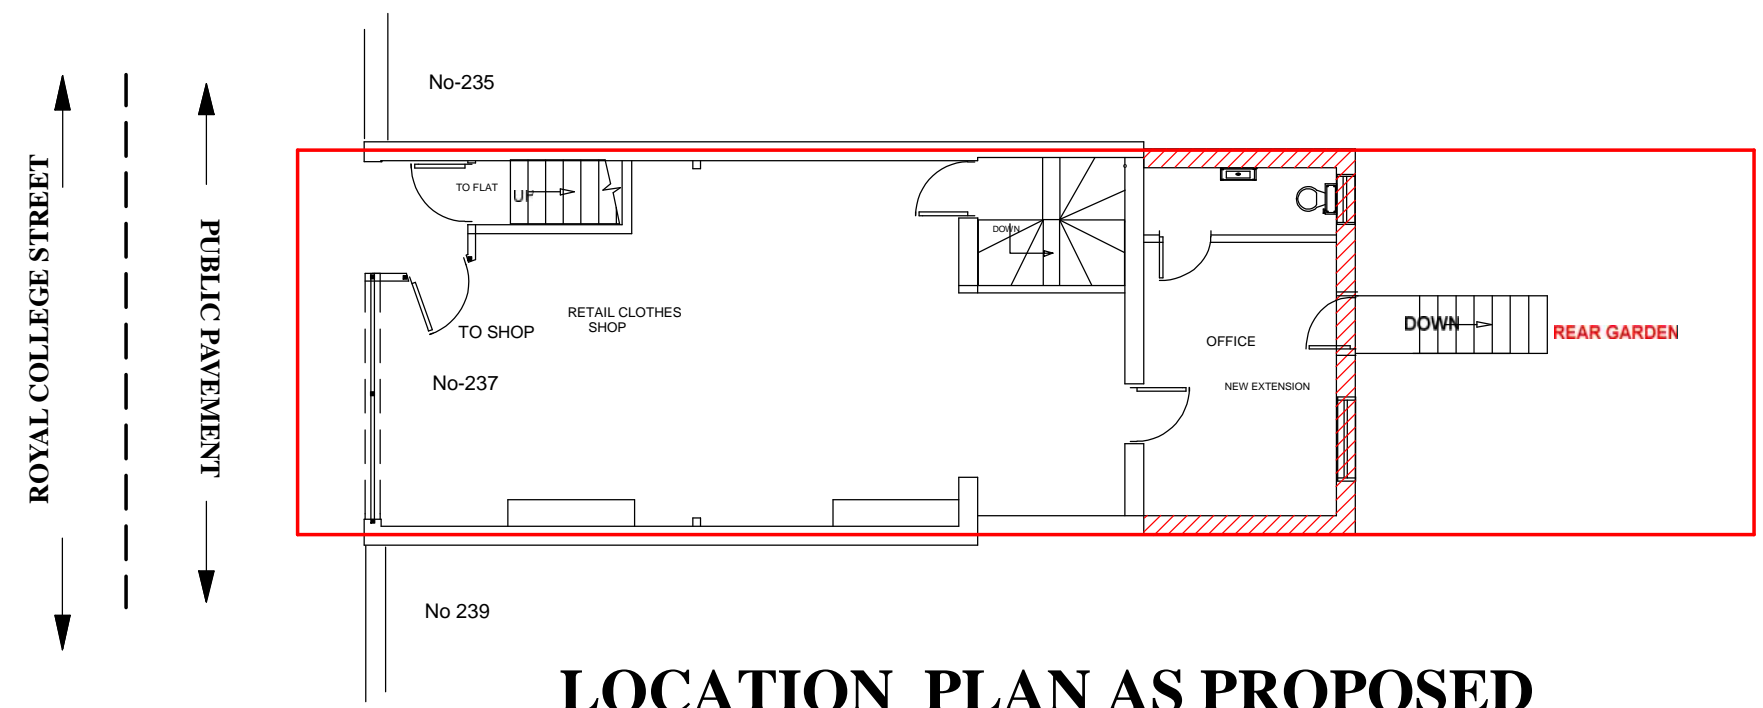 No-235
ROYAL COLLEGE STREET
PUBLIC PAVEMENT
TO FLAT
UP
DOWN
RETAIL CLOTHES
SHOP
TO SHOP
No-237
OFFICE
NEW EXTENSION
DOWN
REAR GARDEN
No 239
LOCATION PLAN AS PROPOSED